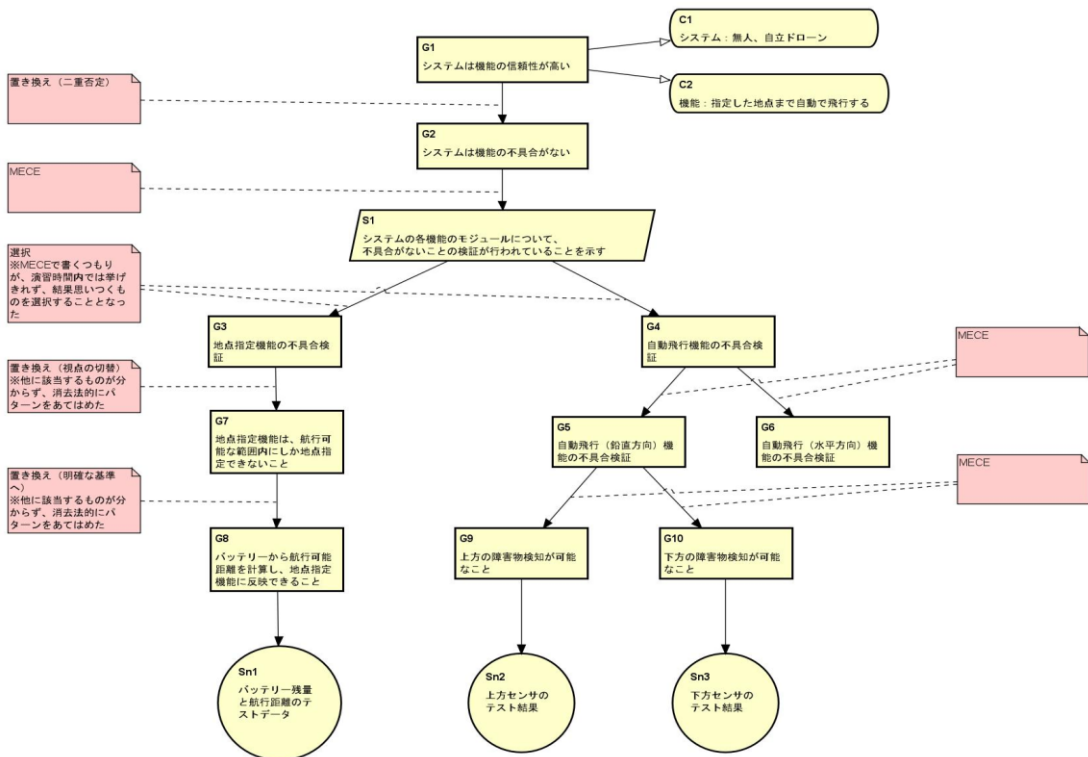 C1
システム：無人、自立ドローン
G1
システムは機能の信頼性が高い
C2
機能：指定した地点まで自動で飛行する
置き換え（二重否定）
G2
システムは機能の不具合がない
MECE
S1
システムの各機能のモジュールについて、
不具合がないことの検証が行われていることを示す
選択
※MECEで書くつもり
が、演習時間内では挙げ
きれず、結果思いつくも
のを選択することとなっ
た
G3
地点指定機能の不具合検
証
G4
自動飛行機能の不具合検
証
MECE
置き換え（視点の切替）
※他に該当するものが分
からず、消去法的にパ
ターンをあてはめた
G7
地点指定機能は、航行可
能な範囲内にしか地点指
定できないこと
G5
自動飛行（鉛直方向）機
能の不具合検証
G6
自動飛行（水平方向）機
能の不具合検証
置き換え（明確な基準
へ）
※他に該当するものが分
からず、消去法的にパ
ターンをあてはめた
MECE
G8
バッテリーから航行可能
距離を計算し、地点指定
機能に反映できること
G9
上方の障害物検知が可能
なこと
G10
下方の障害物検知が可能
なこと
Sn1
バッテリー残量
と航行距離のテ
ストデータ
Sn2
上方センサの
テスト結果
Sn3
下方センサの
テスト結果